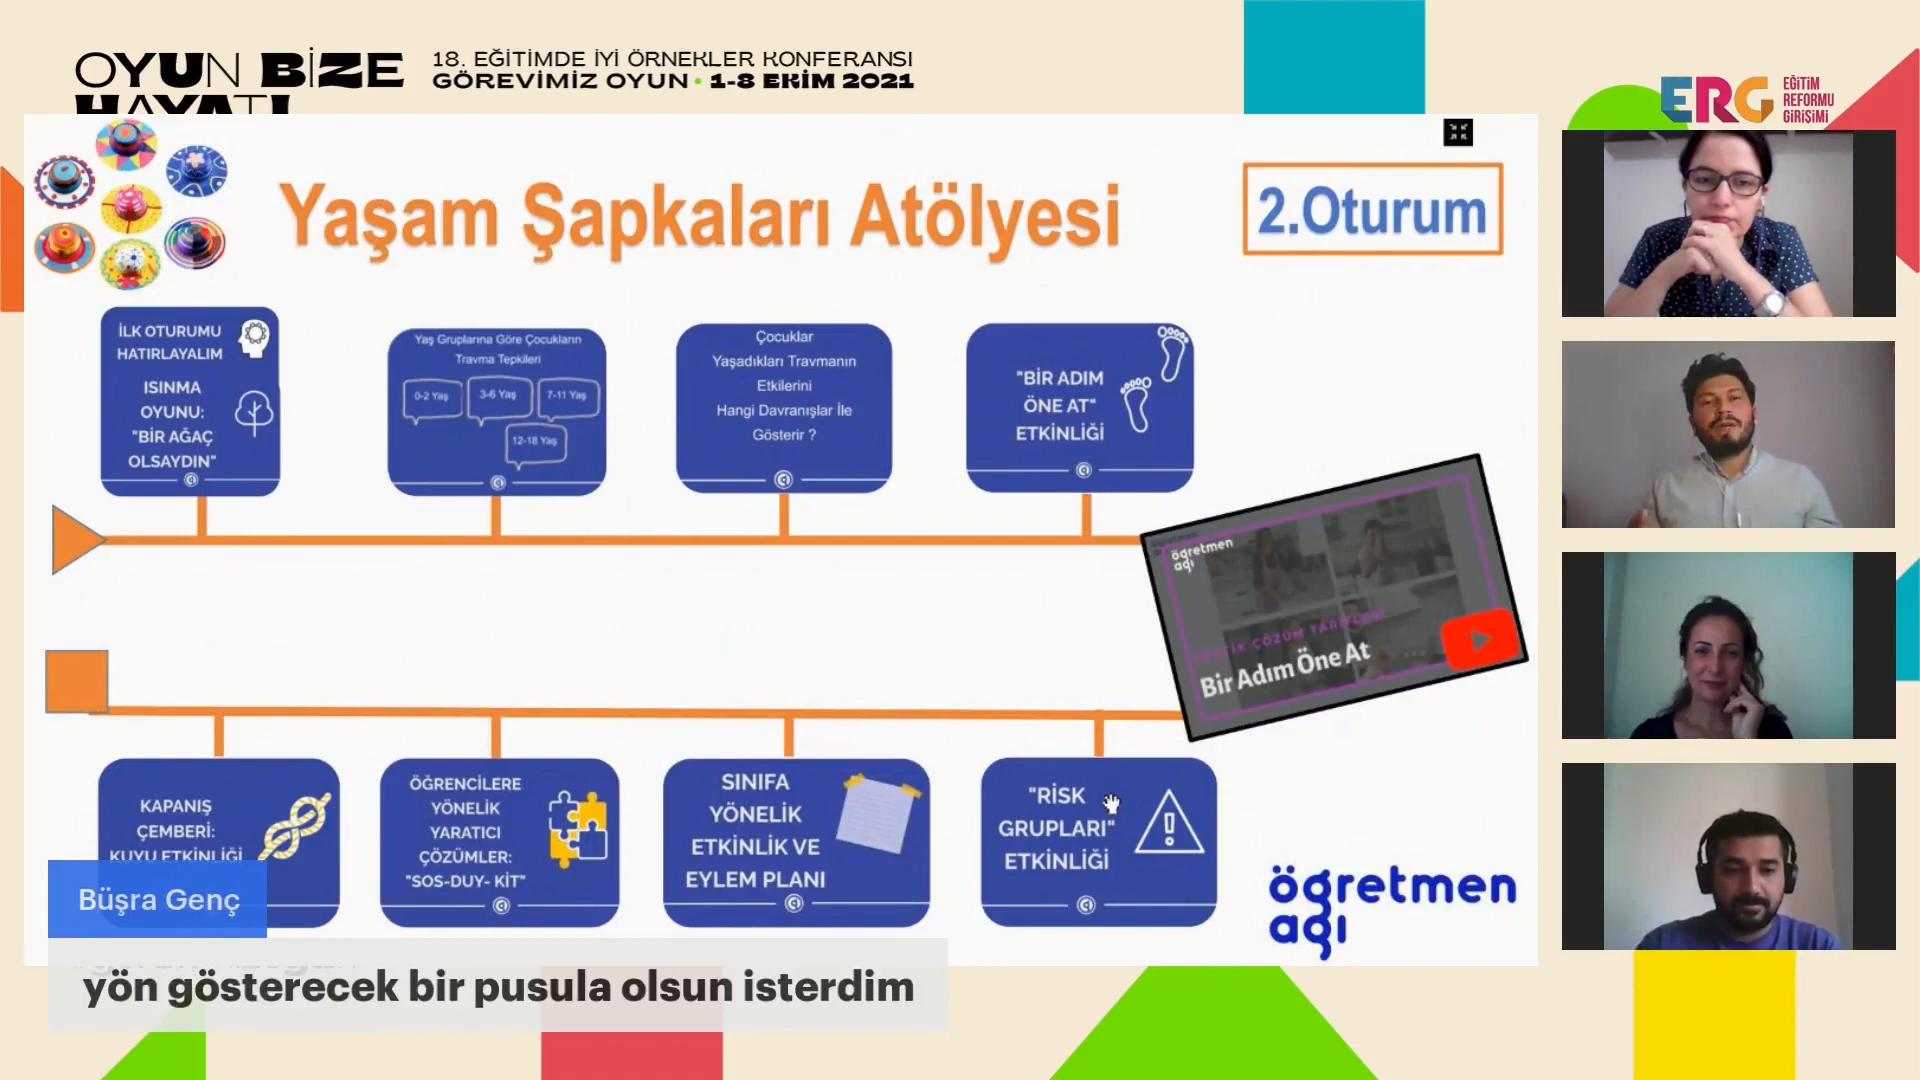 OYUN BİZE
HAYATI
18. EĞİTİMDE İYİ ÖRNEKLER KONFERANSI
GÖREVİMİZ OYUN • 1-8 EKİM 2021
ERG
EĞİTİM
REFORMU
GİRİŞİMİ
Yaşam Şapkaları Atölyesi
2.Oturum
İLK OTURUMU
HATIRLAYALIM
ISINMA
OYUNU:
"BİR AĞAÇ
OLSAYDIN"
Yaş Gruplarına Göre Çocukların
Travma Tepkileri
0-2 Yaş
3-6 Yaş
7-11 Yaş
12-18 Yaş
Çocuklar
Yaşadıkları Travmanın
Etkilerini
Hangi Davranışlar İle
Gösterir ?
"BİR ADIM
ÖNE AT"
ETKİNLİĞİ
öğretmen
ağı
Bir Adım Öne At
KAPANIŞ
ÇEMBERİ:
KUYU ETKİNLİĞİ
ÖĞRENCİLERE
YÖNELİK
YARATICI
ÇÖZÜMLER:
"SOS-DUY- KİT"
SINIFA
YÖNELİK
ETKİNLİK VE
EYLEM PLANI
"RİSK
GRUPLARI"
ETKİNLİĞİ
öğretmen
ağı
Büşra Genç
yön gösterecek bir pusula olsun isterdim